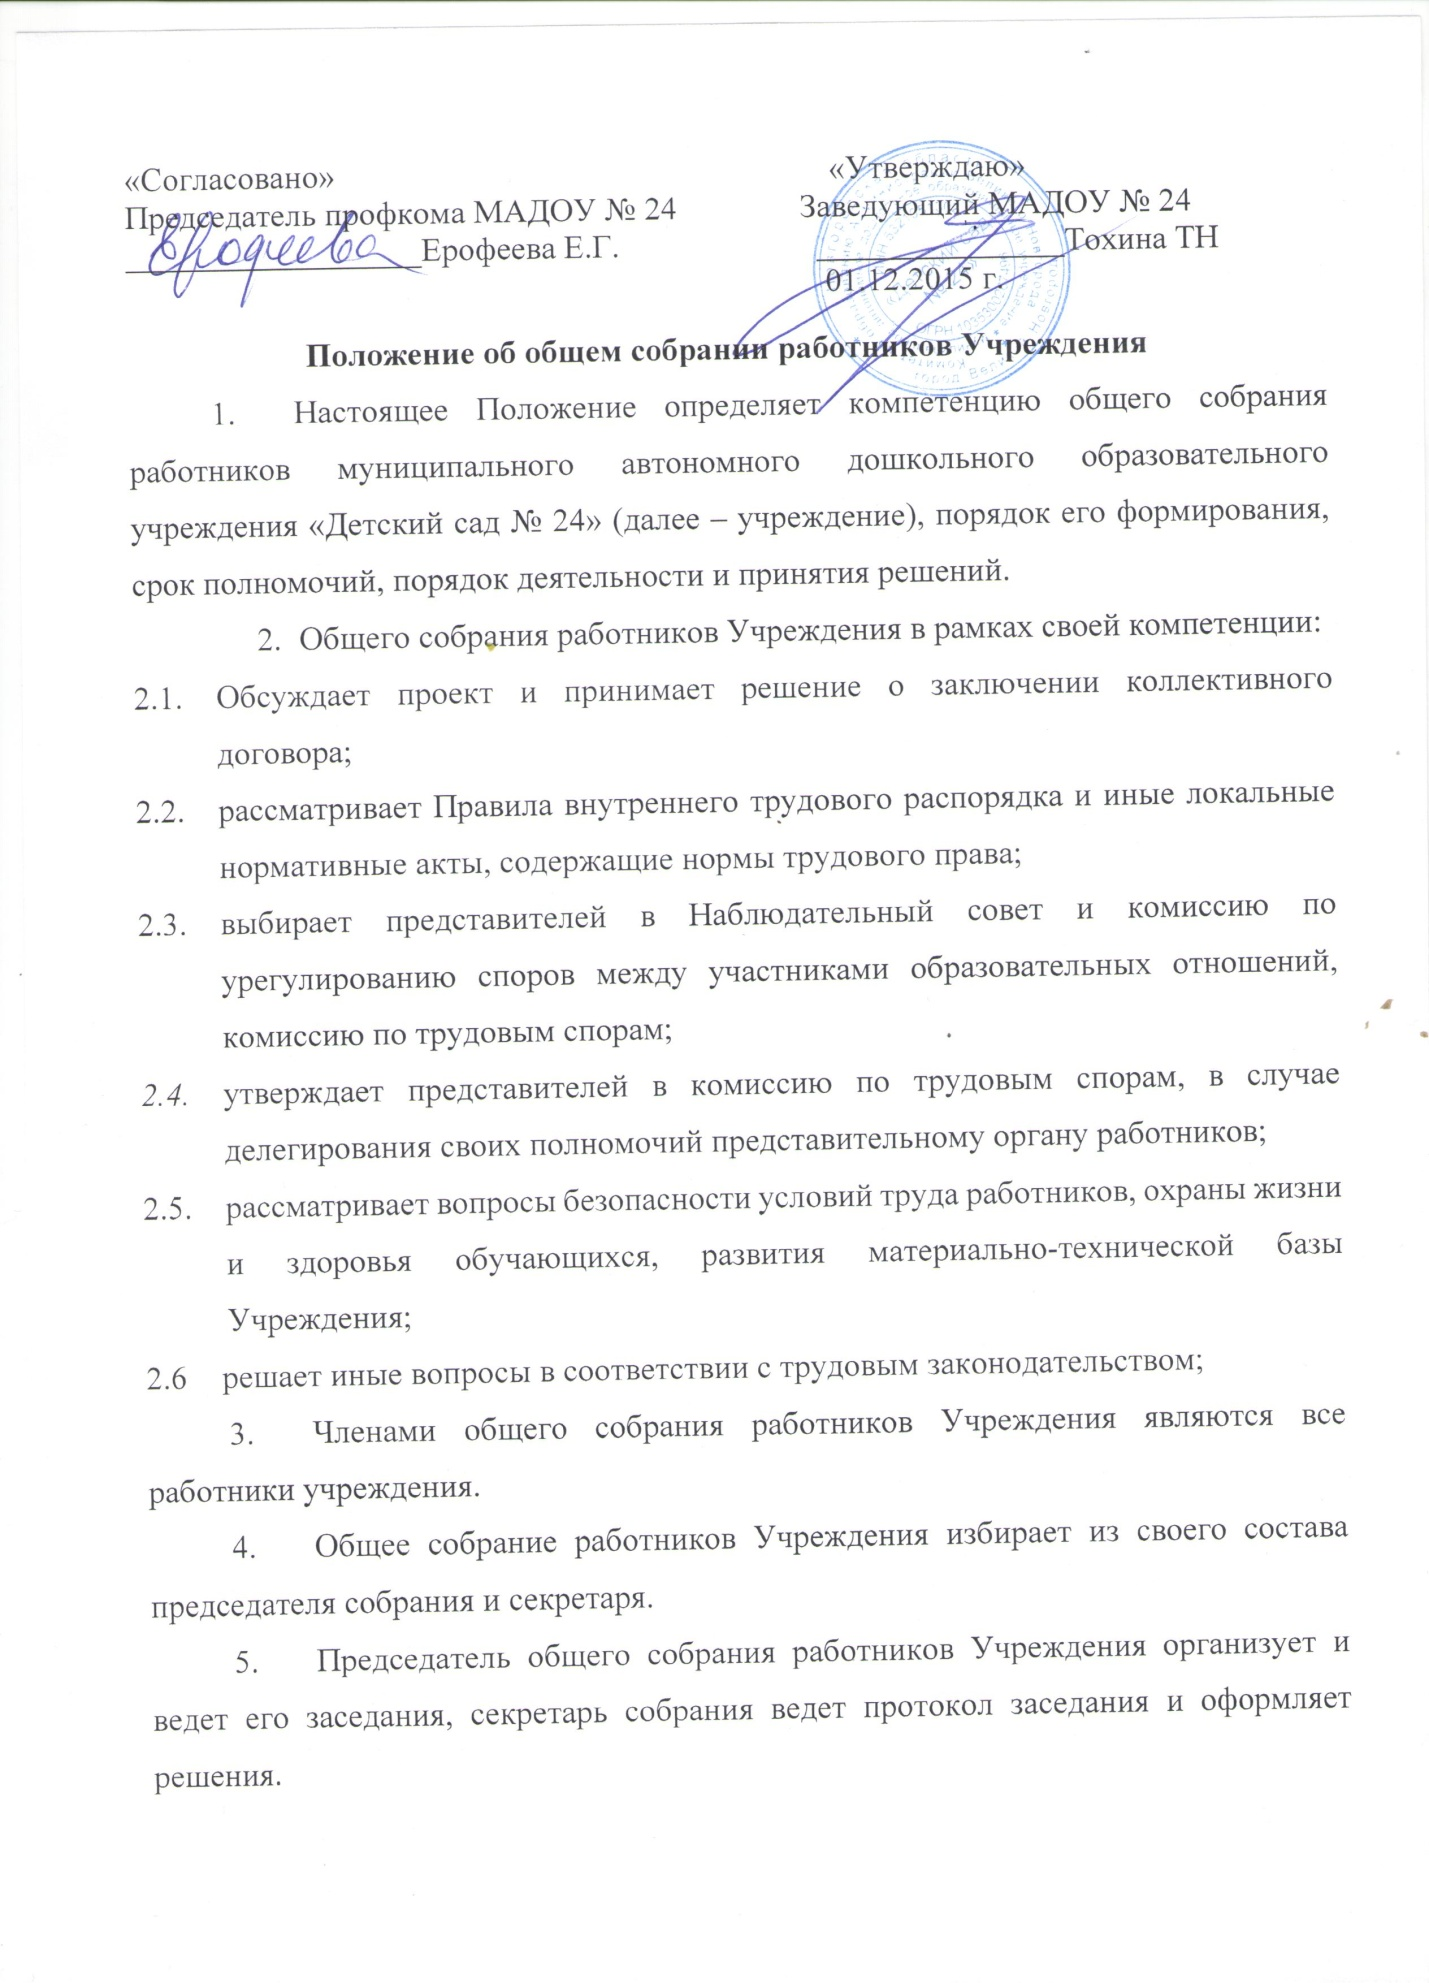 «Согласовано» «Утверждаю»
Председатель профкома МАДОУ № 24 Заведующий МАДОУ № 24
Ерофеева Ерофеева Е.Г. Тохина ТН
01.12.2015 г.
Положение об общем собрании работников Учреждения
1. Настоящее Положение определяет компетенцию общего собрания
работников муниципального автономного дошкольного образовательного
учреждения «Детский сад № 24» (далее – учреждение), порядок его формирования,
срок полномочий, порядок деятельности и принятия решений.
2. Общего собрания работников Учреждения в рамках своей компетенции:
2.1. Обсуждает проект и принимает решение о заключении коллективного
договора;
2.2. рассматривает Правила внутреннего трудового распорядка и иные локальные
нормативные акты, содержащие нормы трудового права;
2.3. выбирает представителей в Наблюдательный совет и комиссию по
урегулированию споров между участниками образовательных отношений,
комиссию по трудовым спорам;
2.4. утверждает представителей в комиссию по трудовым спорам, в случае
делегирования своих полномочий представительному органу работников;
2.5. рассматривает вопросы безопасности условий труда работников, охраны жизни
и здоровья обучающихся, развития материально-технической базы
Учреждения;
2.6 решает иные вопросы в соответствии с трудовым законодательством;
3. Членами общего собрания работников Учреждения являются все
работники учреждения.
4. Общее собрание работников Учреждения избирает из своего состава
председателя собрания и секретаря.
5. Председатель общего собрания работников Учреждения организует и
ведет его заседания, секретарь собрания ведет протокол заседания и оформляет
решения.